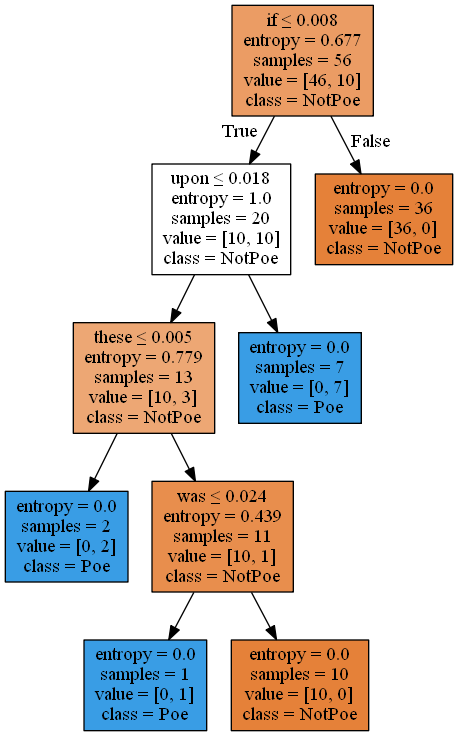 if ≤ 0.008
entropy = 0.677
samples = 56
value = [46, 10]
class = NotPoe
True
False
upon ≤ 0.018
entropy = 1.0
samples = 20
value = [10, 10]
class = NotPoe
entropy = 0.0
samples = 36
value = [36, 0]
class = NotPoe
these ≤ 0.005
entropy = 0.779
samples = 13
value = [10, 3]
class = NotPoe
entropy = 0.0
samples = 7
value = [0, 7]
class = Poe
entropy = 0.0
samples = 2
value = [0, 2]
class = Poe
was ≤ 0.024
entropy = 0.439
samples = 11
value = [10, 1]
class = NotPoe
entropy = 0.0
samples = 1
value = [0, 1]
class = Poe
entropy = 0.0
samples = 10
value = [10, 0]
class = NotPoe